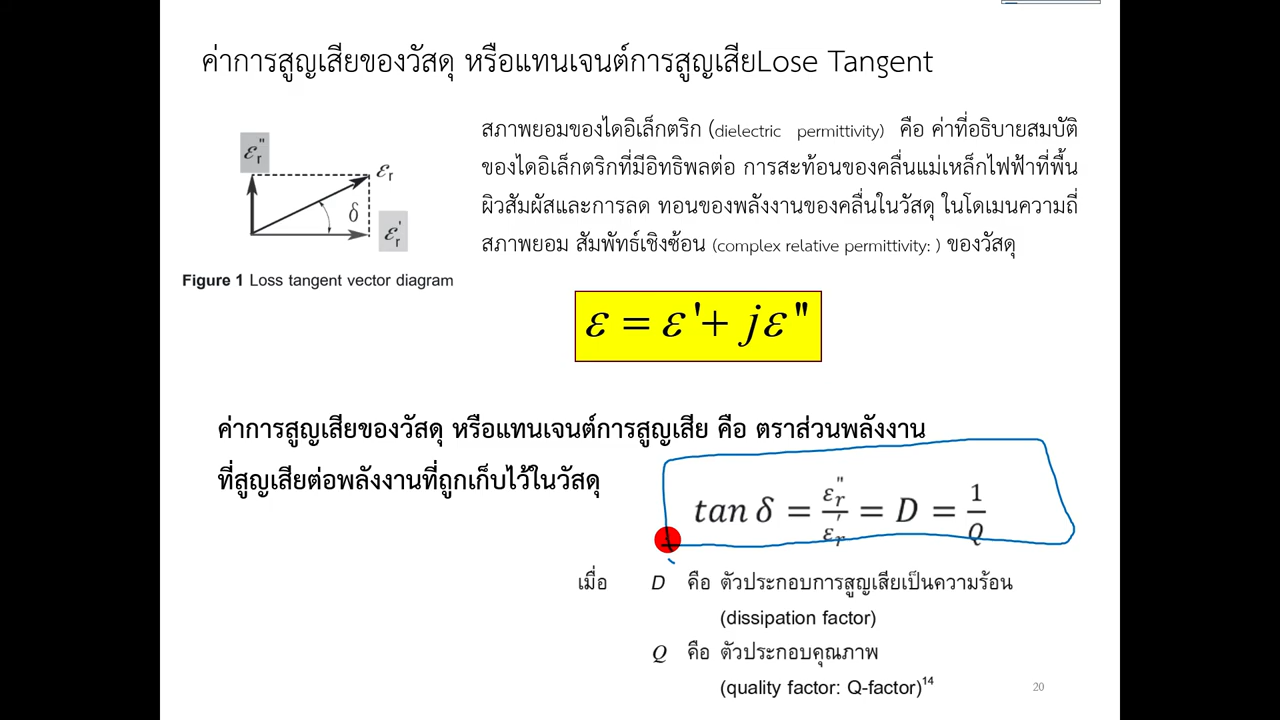 ค่าการสูญเสียของวัสดุ หรือแทนเจนต์การสูญเสียLose Tangent
εr"
εr
δ
εr'
Figure 1 Loss tangent vector diagram
สภาพยอมของไดอิเล็กตริก (dielectric permittivity) คือ ค่าที่อธิบายสมบัติ
ของไดอิเล็กตริกที่มีอิทธิพลต่อ การสะท้อนของคลื่นแม่เหล็กไฟฟ้าที่พื้น
ผิวสัมผัสและการลด ทอนของพลังงานของคลื่นในวัสดุ ในโดเมนความถี่
สภาพยอม สัมพัทธ์เชิงซ้อน (complex relative permittivity: ) ของวัสดุ
ε = ε'+ jε"
ค่าการสูญเสียของวัสดุ หรือแทนเจนต์การสูญเสีย คือ ตราส่วนพลังงาน
ที่สูญเสียต่อพลังงานที่ถูกเก็บไว้ในวัสดุ
tan δ = εr"/εr' = D = 1/Q
เมื่อ D คือ ตัวประกอบการสูญเสียเป็นความร้อน
(dissipation factor)
Q คือ ตัวประกอบคุณภาพ
(quality factor: Q-factor)14
20